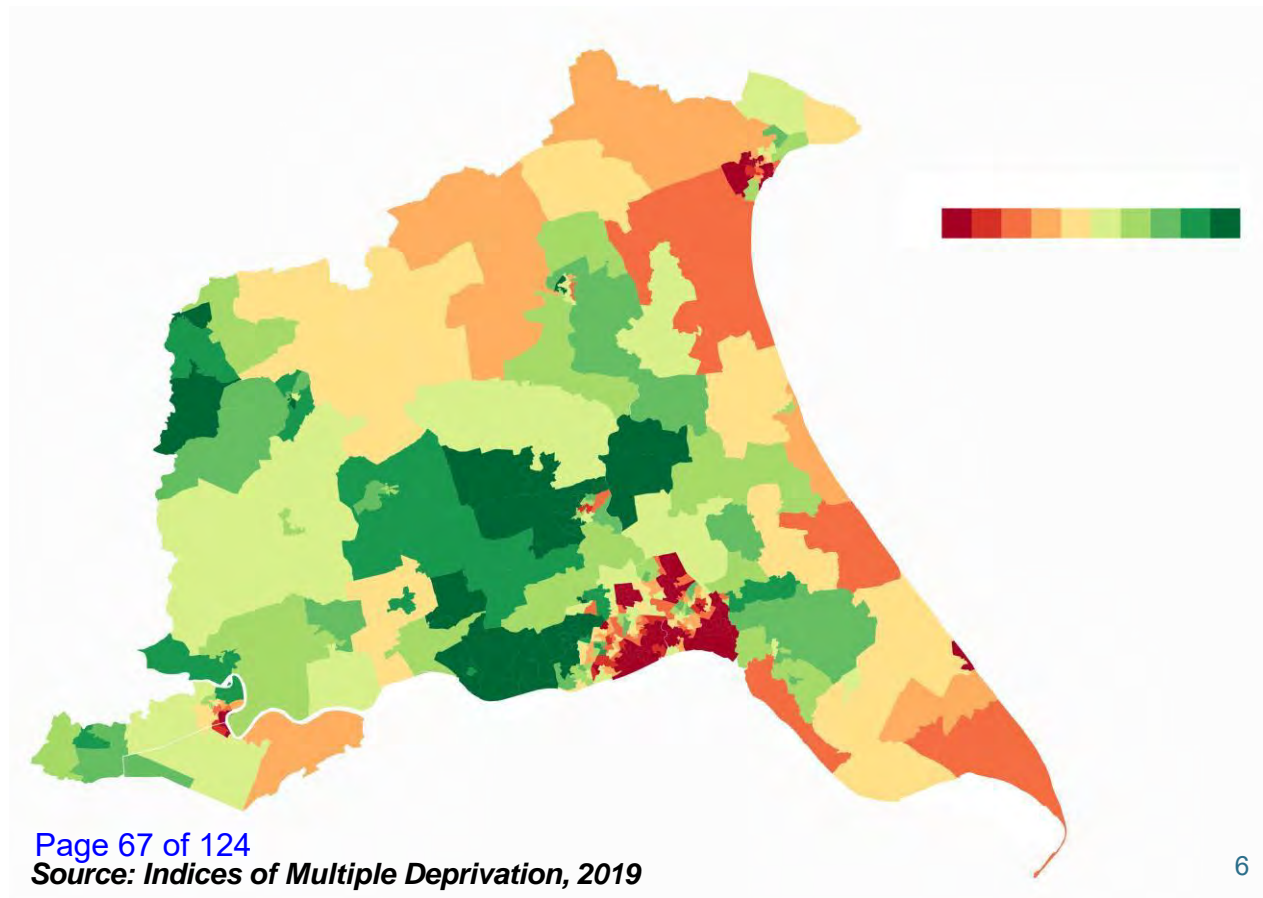 Page 67 of 124
Source: Indices of Multiple Deprivation, 2019
6